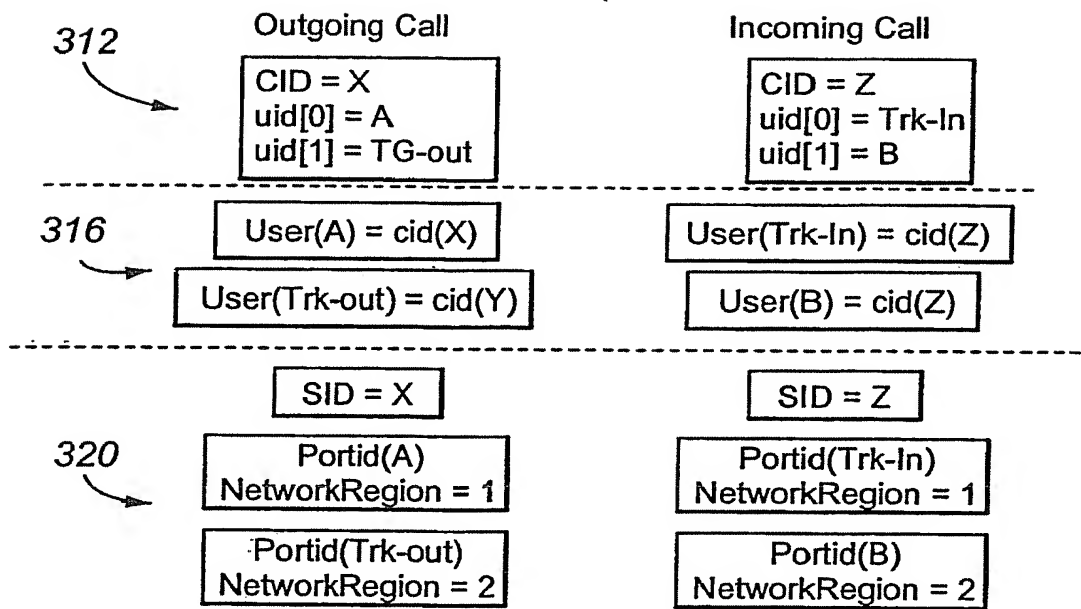 Outgoing Call
Incoming Call
312
CID = X
uid[0] = A
uid[1] = TG-out
CID = Z
uid[0] = Trk-In
uid[1] = B
316
User(A) = cid(X)
User(Trk-In) = cid(Z)
User(Trk-out) = cid(Y)
User(B) = cid(Z)
SID = X
SID = Z
320
Portid(A)
NetworkRegion = 1
Portid(Trk-In)
NetworkRegion = 1
Portid(Trk-out)
NetworkRegion = 2
Portid(B)
NetworkRegion = 2